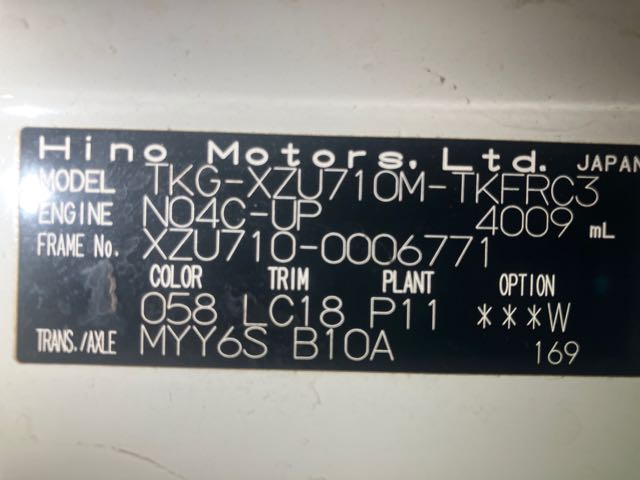 Hino Motors, Ltd. JAPAN
MODEL TKG-XZU710M-TKFRC3
ENGINE N04C-UP 4009 mL
FRAME No. XZU710-0006771
COLOR TRIM PLANT OPTION
058 LC18 P11 ***W
TRANS./AXLE MYY6S B10A 169